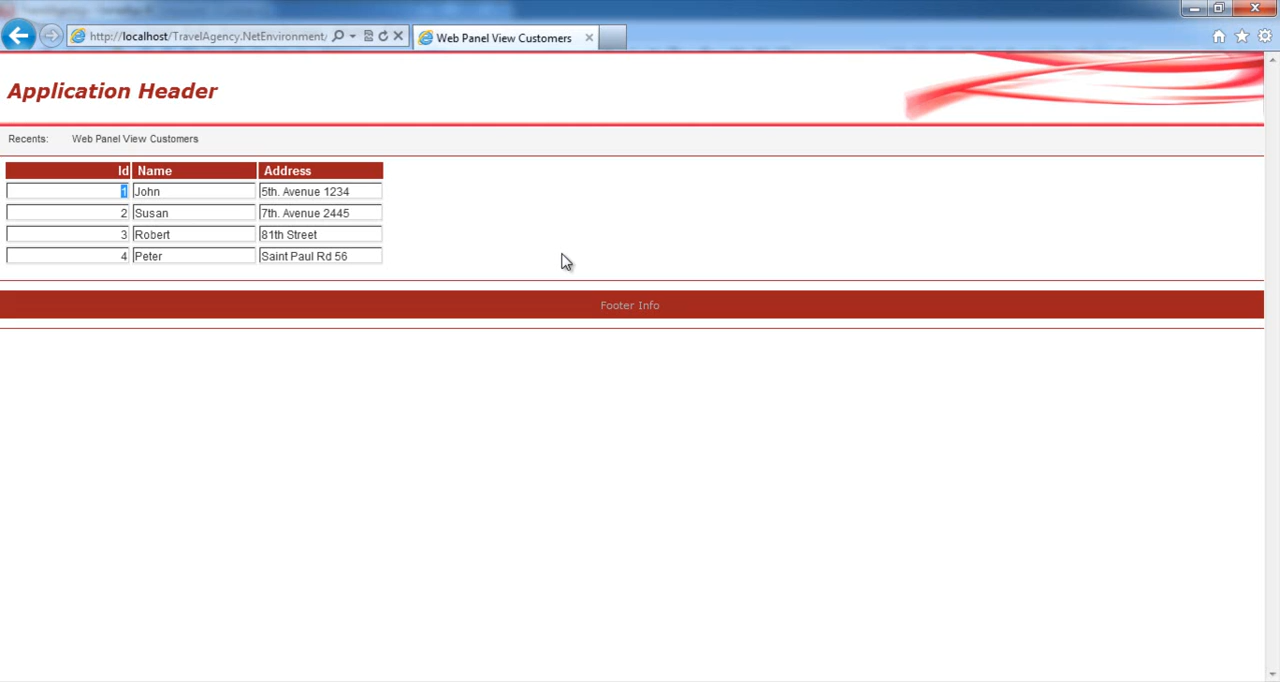 http://localhost/TravelAgency.NetEnvironment/
Web Panel View Customers
Application Header
Recents: Web Panel View Customers
Id Name Address
1 John 5th. Avenue 1234
2 Susan 7th. Avenue 2445
3 Robert 81th Street
4 Peter Saint Paul Rd 56
Footer Info